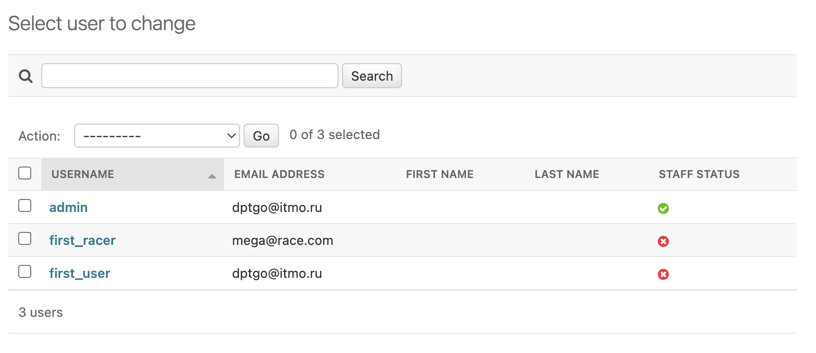 Select user to change
Search
Action: --------- Go 0 of 3 selected
USERNAME EMAIL ADDRESS FIRST NAME LAST NAME STAFF STATUS
admin dptgo@itmo.ru
first_racer mega@race.com
first_user dptgo@itmo.ru
3 users